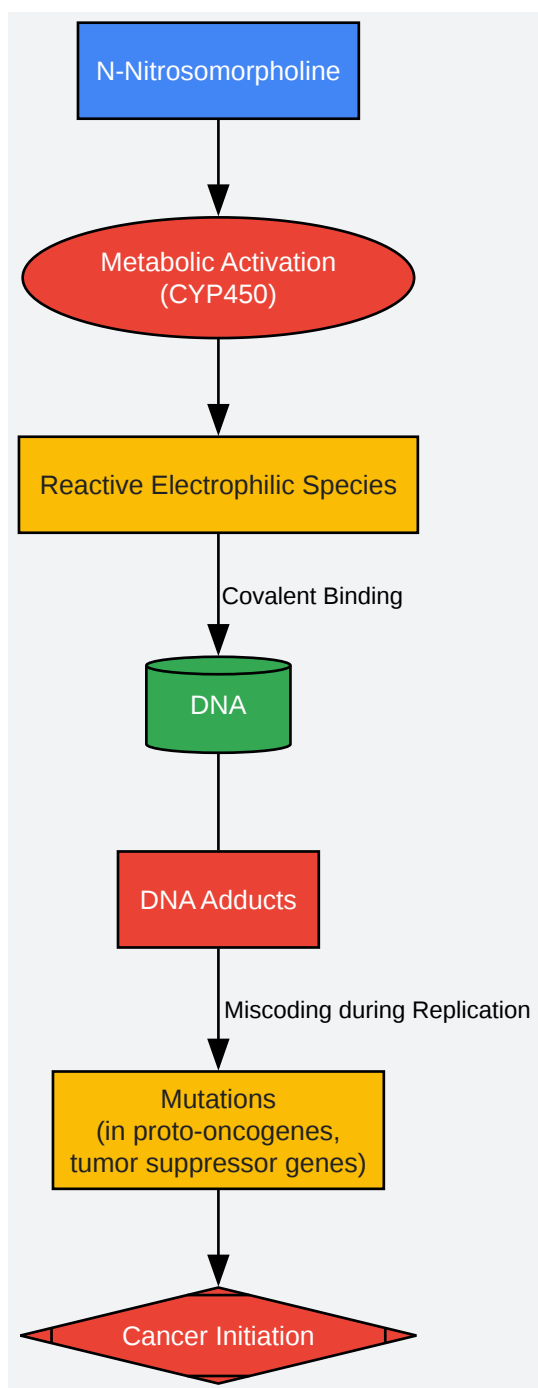 N-Nitrosomorpholine
Metabolic Activation
(CYP450)
Reactive Electrophilic Species
Covalent Binding
DNA
DNA Adducts
Miscoding during Replication
Mutations
(in proto-oncogenes,
tumor suppressor genes)
Cancer Initiation